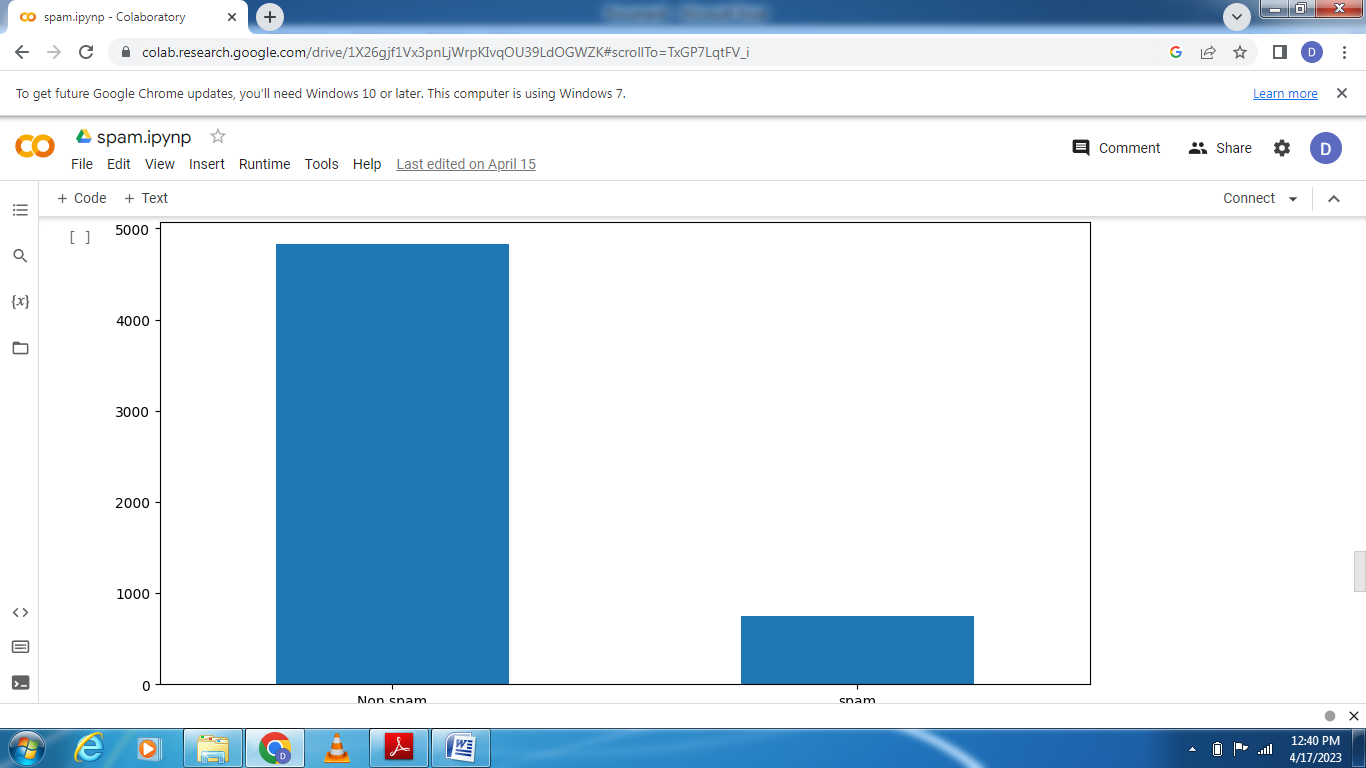 spam.ipynp - Colaboratory
colab.research.google.com/drive/1X26gjf1Vx3pnLjWrpKIvqOU39LdOGWZK#scrollTo=TxGP7LqtFV_i
D
To get future Google Chrome updates, you'll need Windows 10 or later. This computer is using Windows 7.
Learn more
spam.ipynp
Comment
Share
D
File Edit View Insert Runtime Tools Help Last edited on April 15
+ Code + Text
Connect
[ ]
{x}
5000
4000
3000
2000
1000
0
Non spam
spam
12:40 PM
4/17/2023